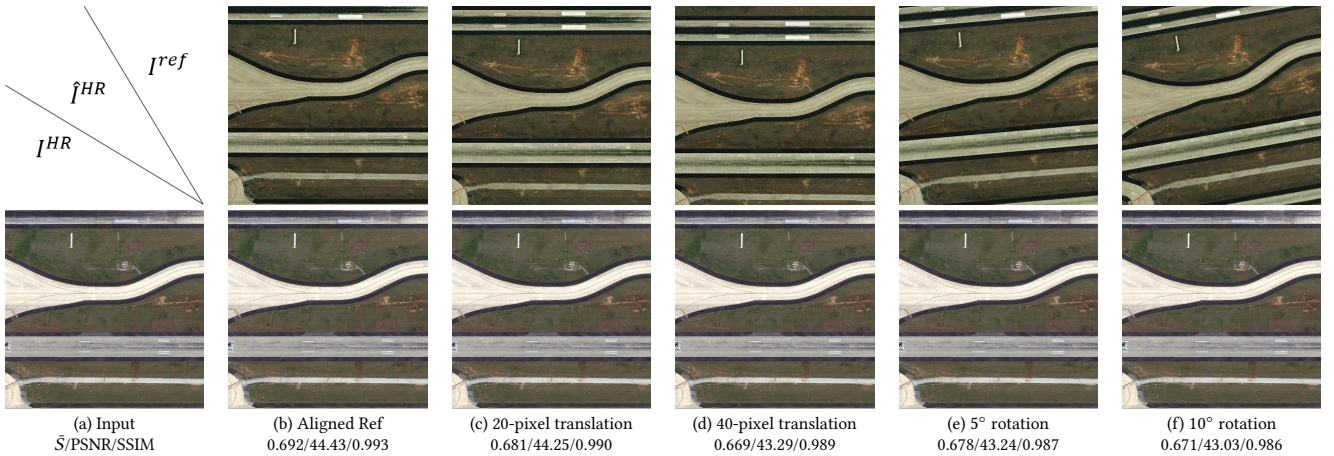 I^{ref}
Î^{HR}
I^{HR}
(a) Input
S̄/PSNR/SSIM
(b) Aligned Ref
0.692/44.43/0.993
(c) 20-pixel translation
0.681/44.25/0.990
(d) 40-pixel translation
0.669/43.29/0.989
(e) 5° rotation
0.678/43.24/0.987
(f) 10° rotation
0.671/43.03/0.986